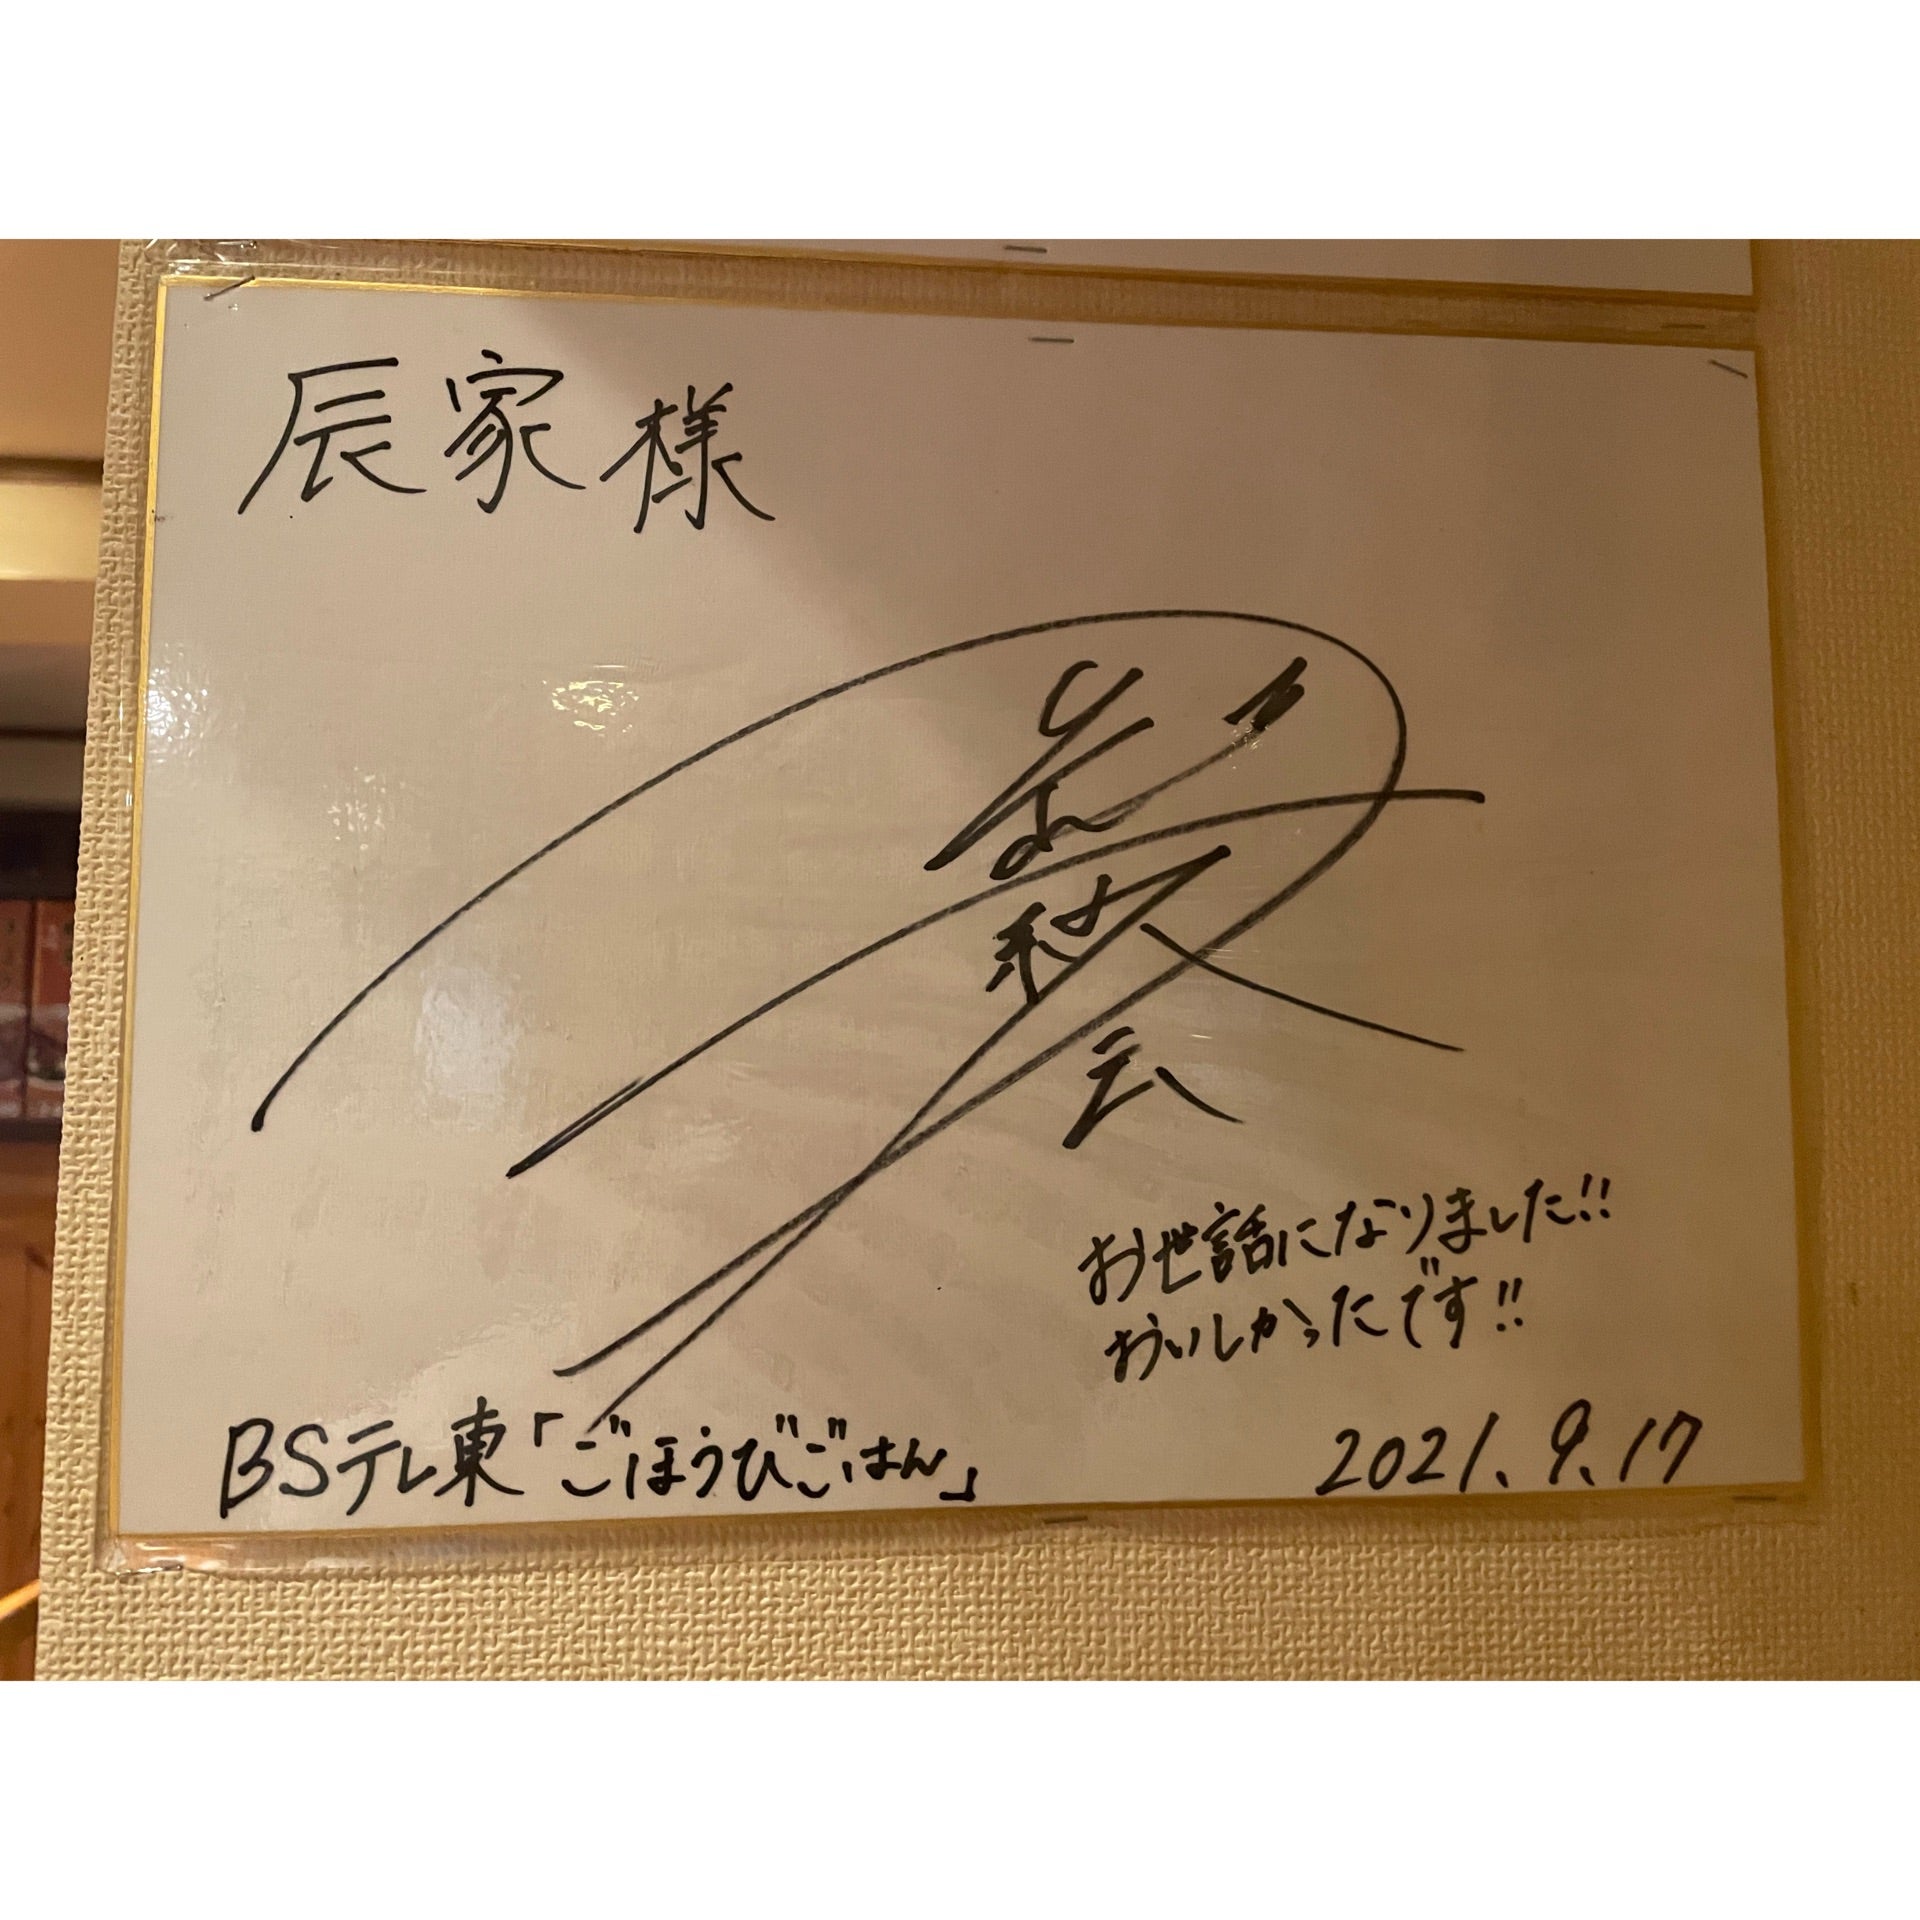 辰家様
お世話になりました!!
おいしかったです!!
BSテレ東「ごほうびごはん」
2021.9.17